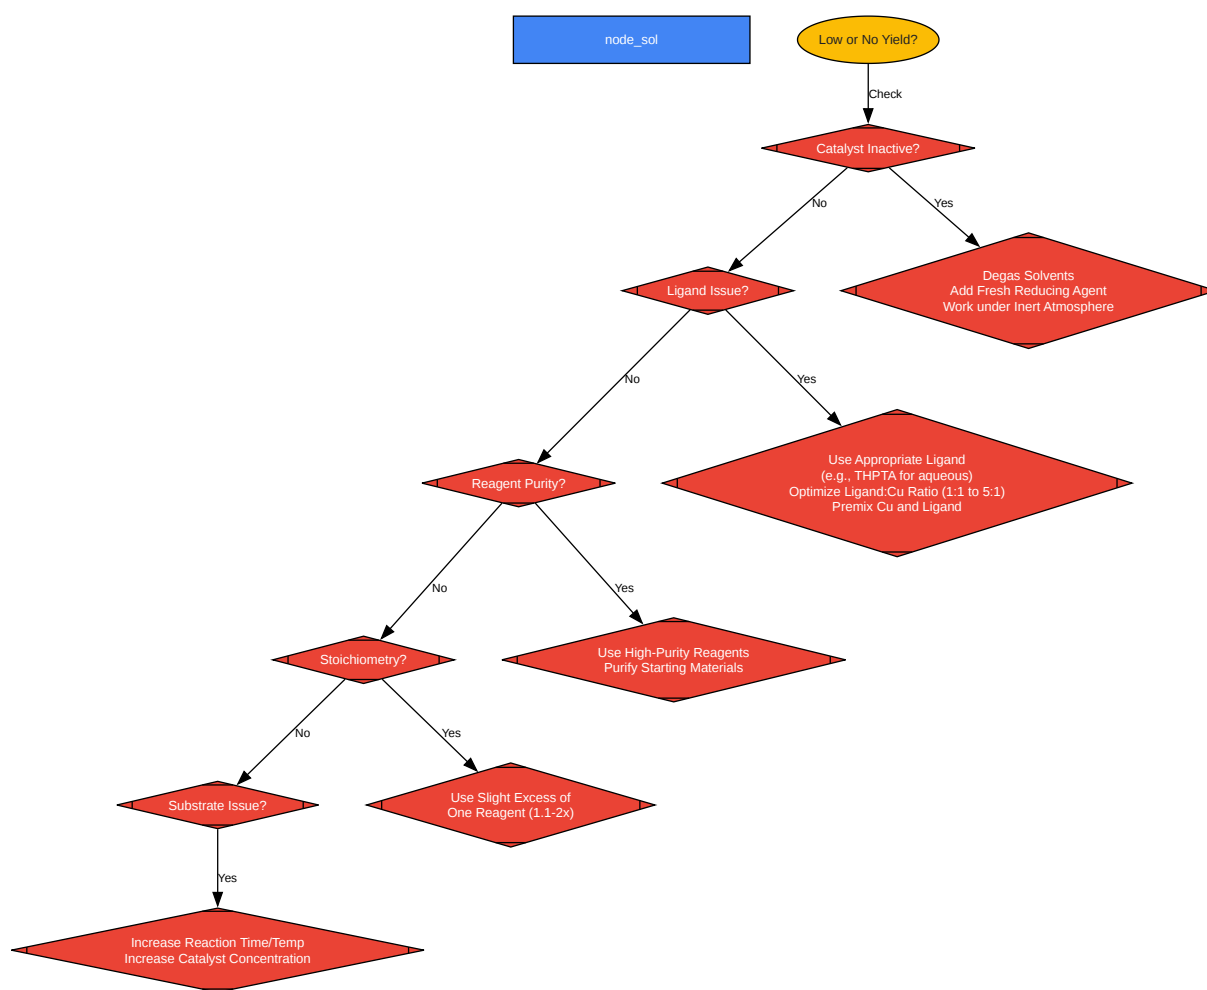 node_sol
Low or No Yield?
Check
Catalyst Inactive?
No
Yes
Ligand Issue?
Degas Solvents
Add Fresh Reducing Agent
Work under Inert Atmosphere
No
Yes
Reagent Purity?
Use Appropriate Ligand
(e.g., THPTA for aqueous)
Optimize Ligand:Cu Ratio (1:1 to 5:1)
Premix Cu and Ligand
No
Yes
Stoichiometry?
Use High-Purity Reagents
Purify Starting Materials
No
Yes
Substrate Issue?
Use Slight Excess of
One Reagent (1.1-2x)
Yes
Increase Reaction Time/Temp
Increase Catalyst Concentration